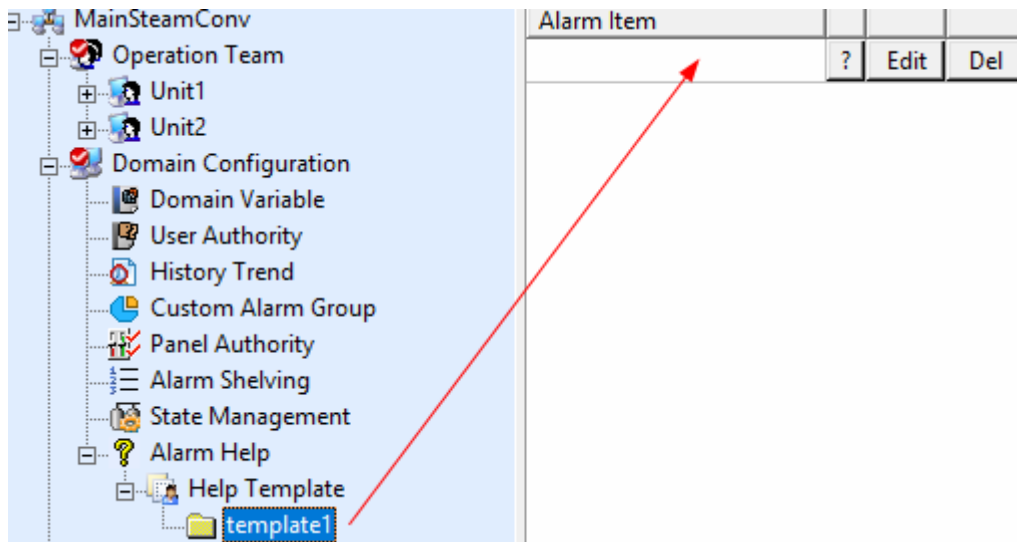 MainSteamConv
Operation Team
Unit1
Unit2
Domain Configuration
Domain Variable
User Authority
History Trend
Custom Alarm Group
Panel Authority
Alarm Shelving
State Management
Alarm Help
Help Template
template1
Alarm Item
? Edit Del